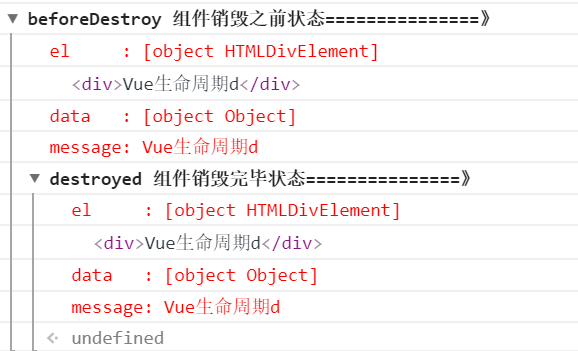 ▼ beforeDestroy 组件销毁之前状态===============》
el     : [object HTMLDivElement]
<div>Vue生命周期d</div>
data   : [object Object]
message: Vue生命周期d
▼ destroyed 组件销毁完毕状态===============》
el     : [object HTMLDivElement]
<div>Vue生命周期d</div>
data   : [object Object]
message: Vue生命周期d
undefined